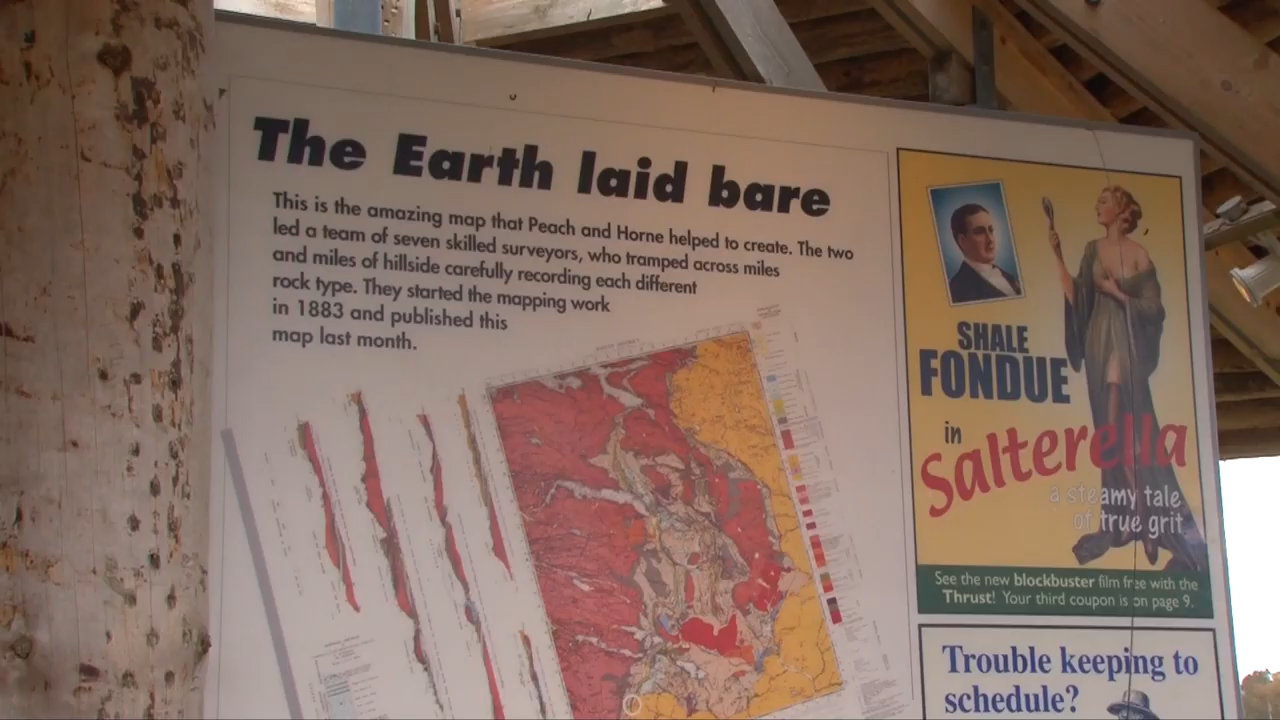 The Earth laid bare
This is the amazing map that Peach and Horne helped to create. The two
led a team of seven skilled surveyors, who tramped across miles
and miles of hillside carefully recording each different
rock type. They started the mapping work
in 1883 and published this
map last month.
SHALE
FONDUE
in
Salterella
a steamy tale
of true grit
See the new blockbuster film free with the
Thrust! Your third coupon is on page 9.
Trouble keeping to
schedule?